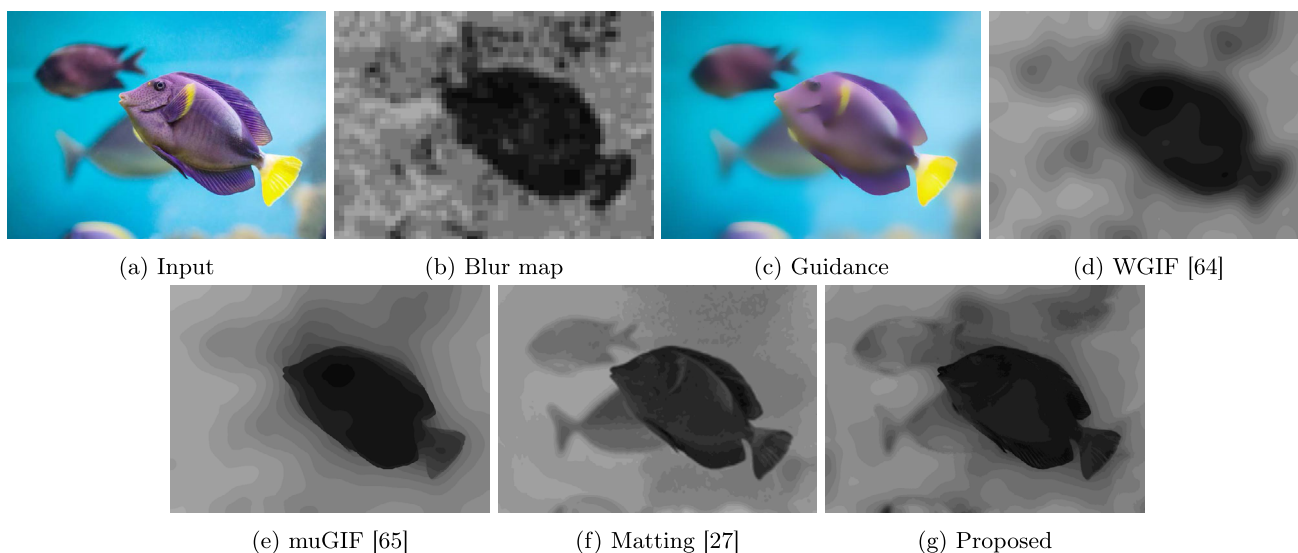 (a) Input
(b) Blur map
(c) Guidance
(d) WGIF [64]
(e) muGIF [65]
(f) Matting [27]
(g) Proposed